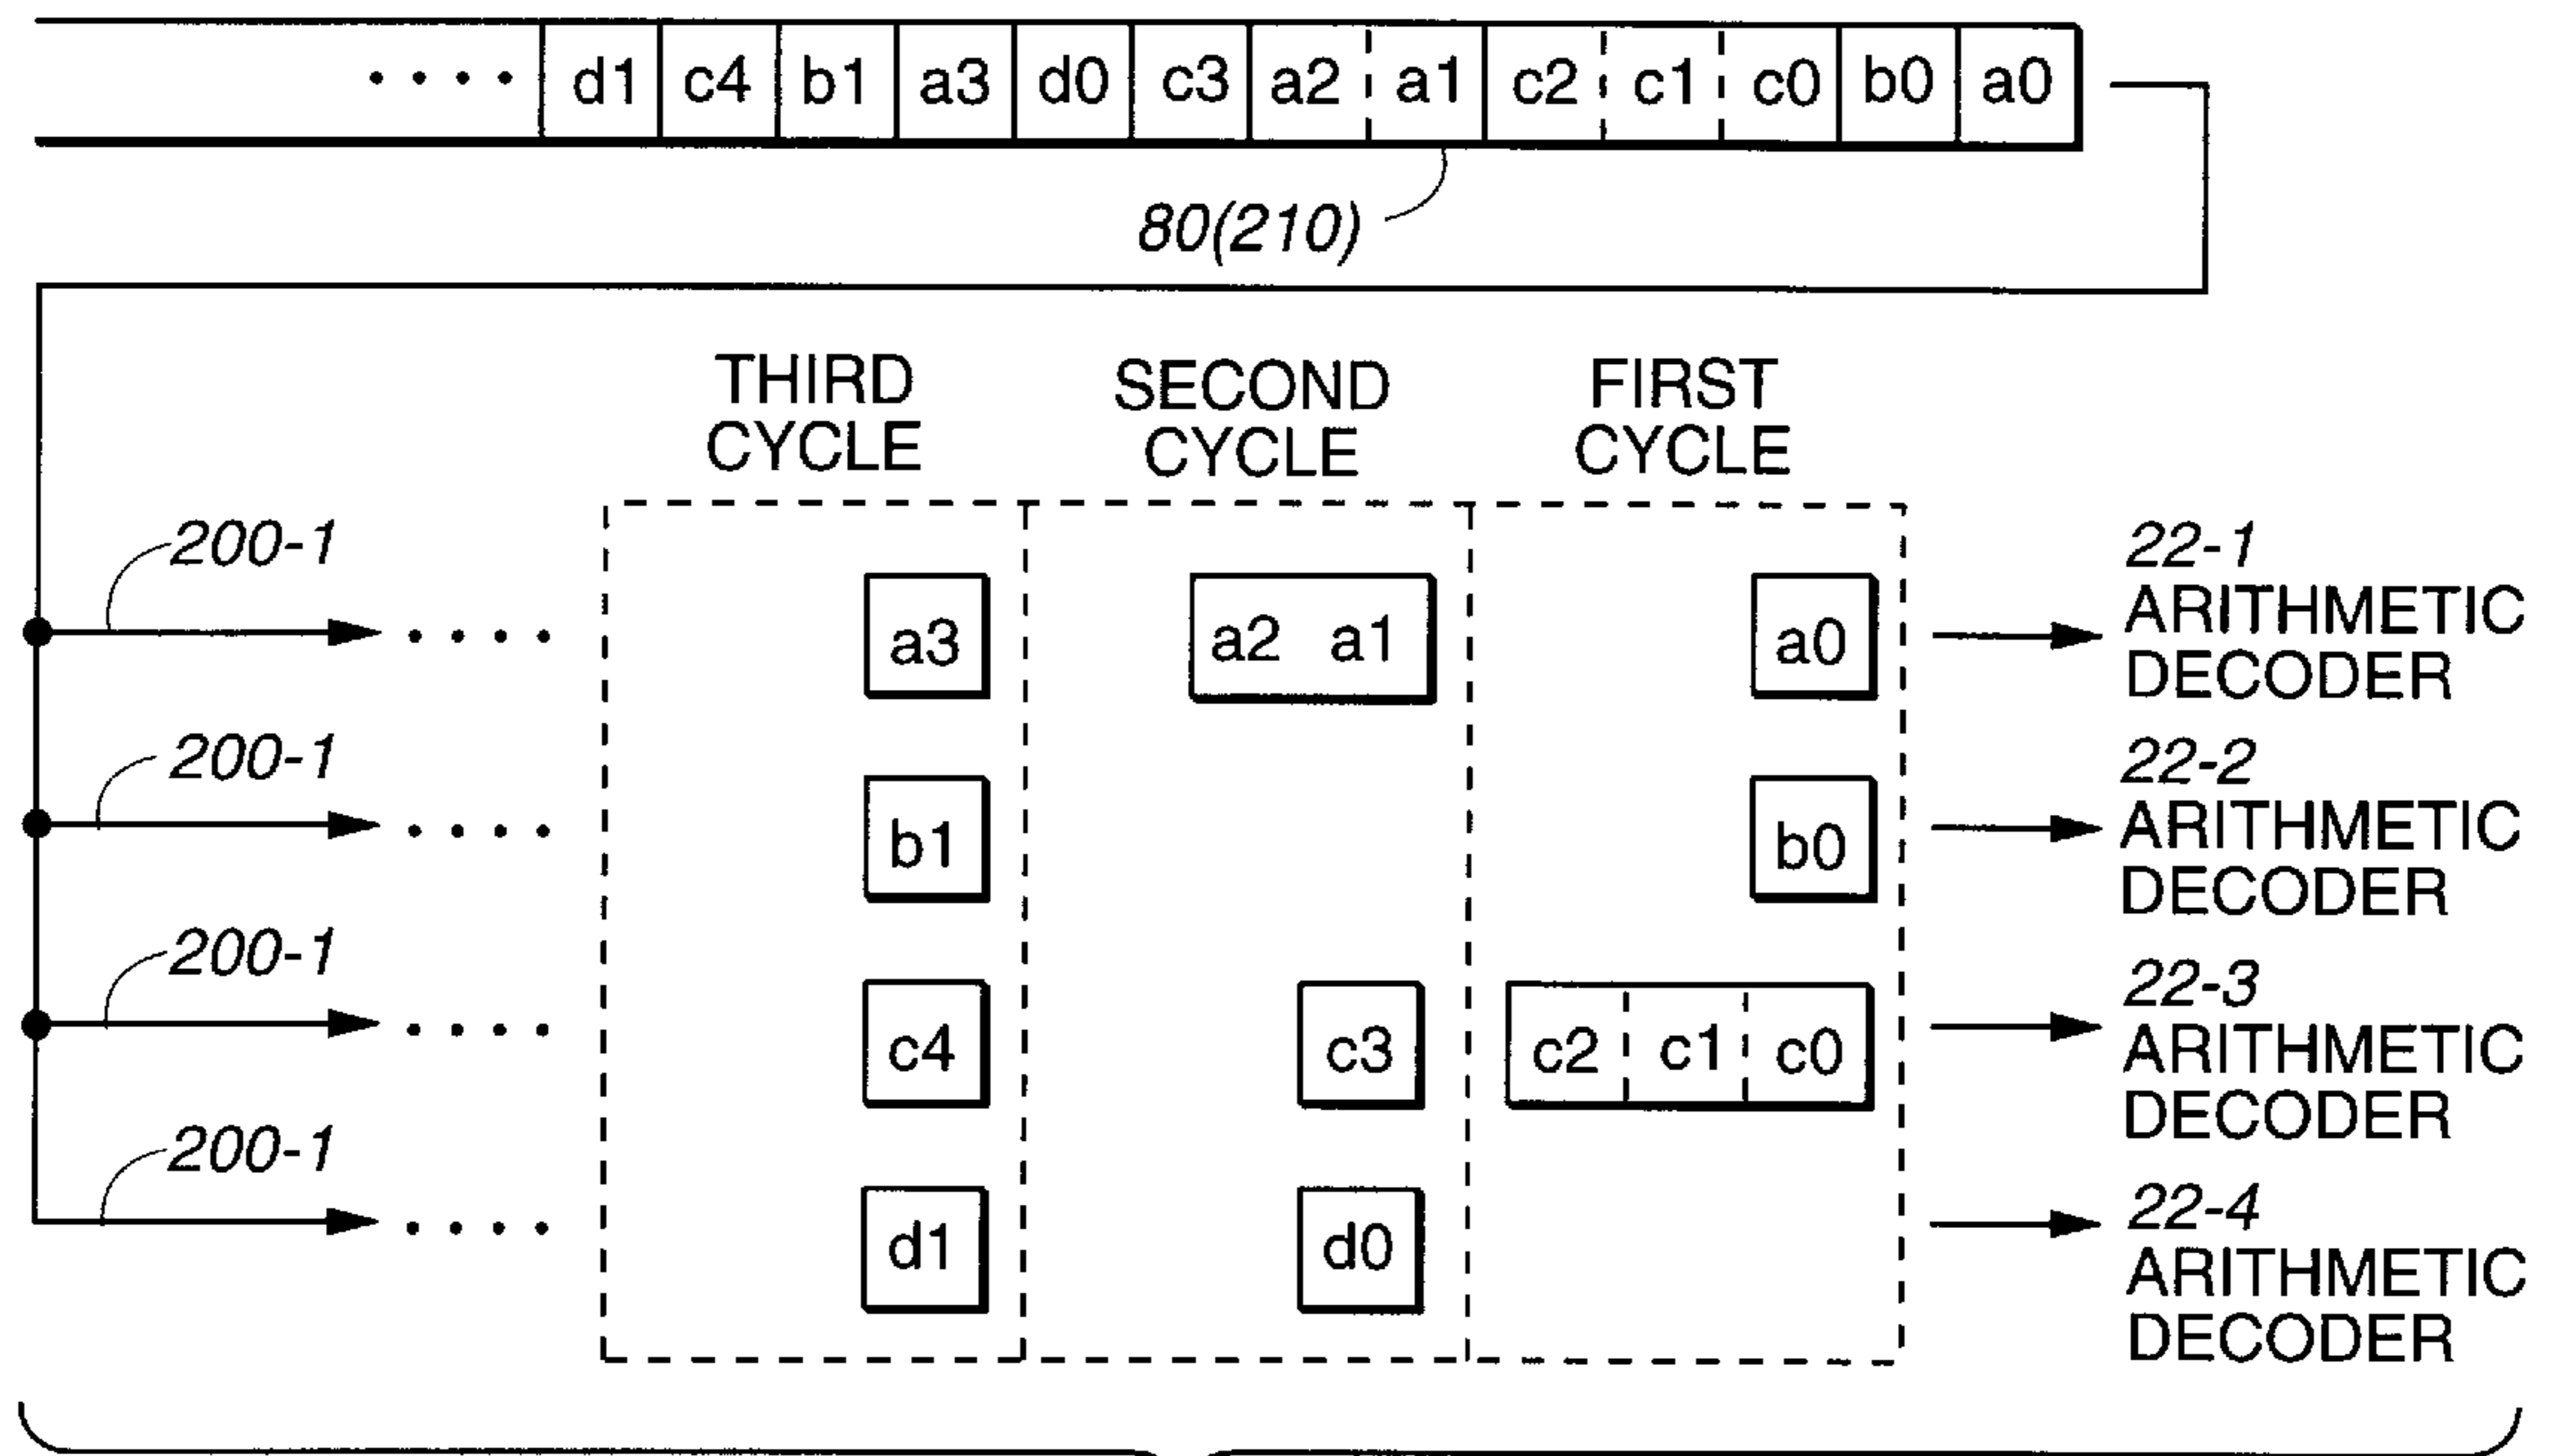 d1 c4 b1 a3 d0 c3 a2 a1 c2 c1 c0 b0 a0
80(210)
THIRD CYCLE
SECOND CYCLE
FIRST CYCLE
200-1
a3
a2 a1
a0
22-1
ARITHMETIC
DECODER
200-1
b1
b0
22-2
ARITHMETIC
DECODER
200-1
c4
c3
c2 c1 c0
22-3
ARITHMETIC
DECODER
200-1
d1
d0
22-4
ARITHMETIC
DECODER